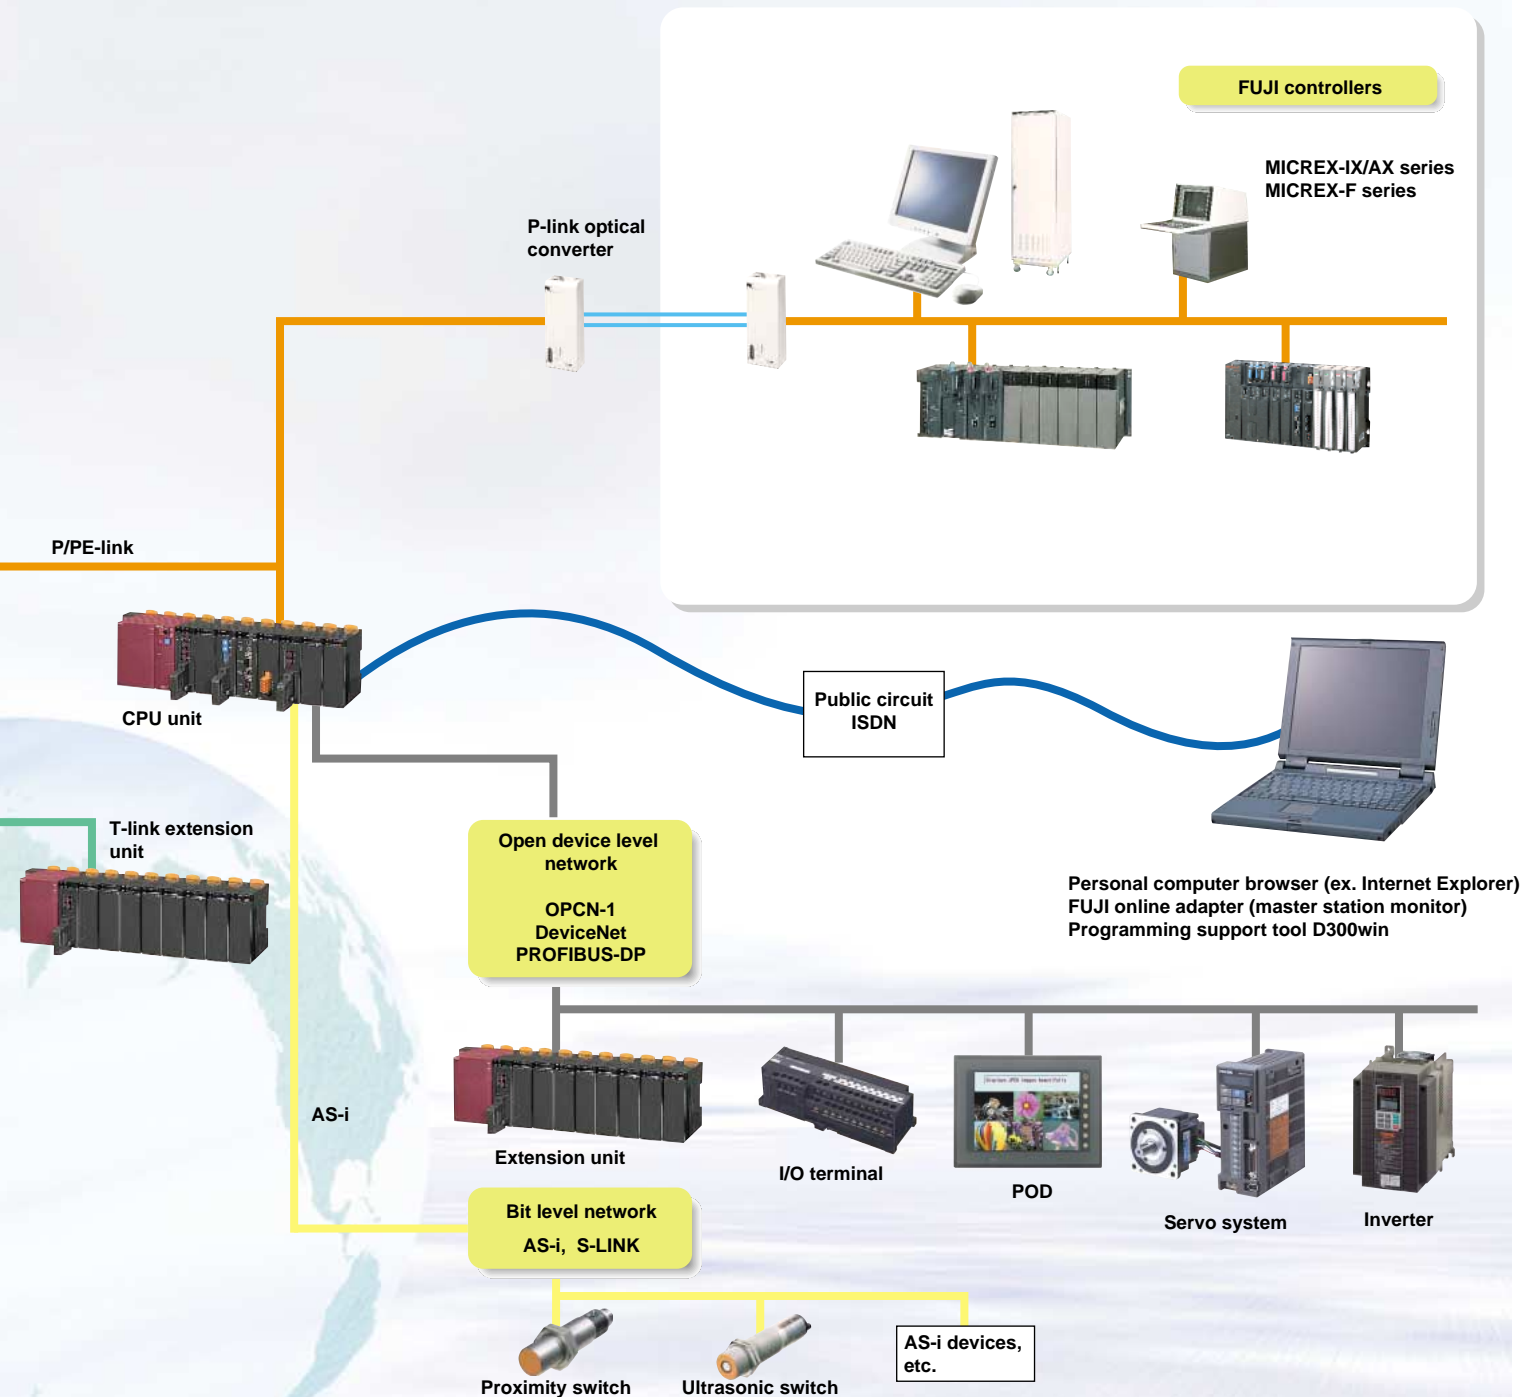 FUJI controllers
MICREX-IX/AX series
MICREX-F series
P-link optical
converter
P/PE-link
CPU unit
Public circuit
ISDN
T-link extension
unit
Open device level
network
OPCN-1
DeviceNet
PROFIBUS-DP
Personal computer browser (ex. Internet Explorer)
FUJI online adapter (master station monitor)
Programming support tool D300win
AS-i
Extension unit
I/O terminal
POD
Servo system
Inverter
Bit level network
AS-i, S-LINK
AS-i devices,
etc.
Proximity switch
Ultrasonic switch